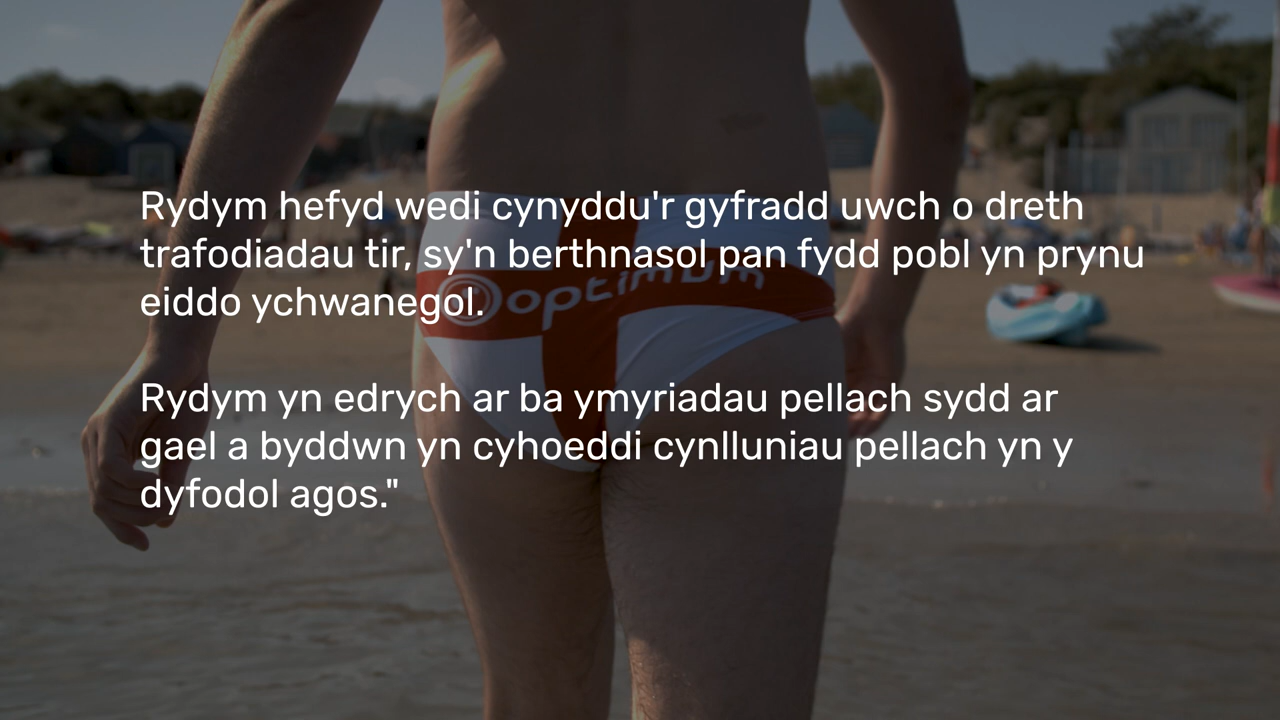 Rydym hefyd wedi cynyddu'r gyfradd uwch o dreth
trafodiadau tir, sy'n berthnasol pan fydd pobl yn prynu
eiddo ychwanegol.
optimum
Rydym yn edrych ar ba ymyriadau pellach sydd ar
gael a byddwn yn cyhoeddi cynlluniau pellach yn y
dyfodol agos."